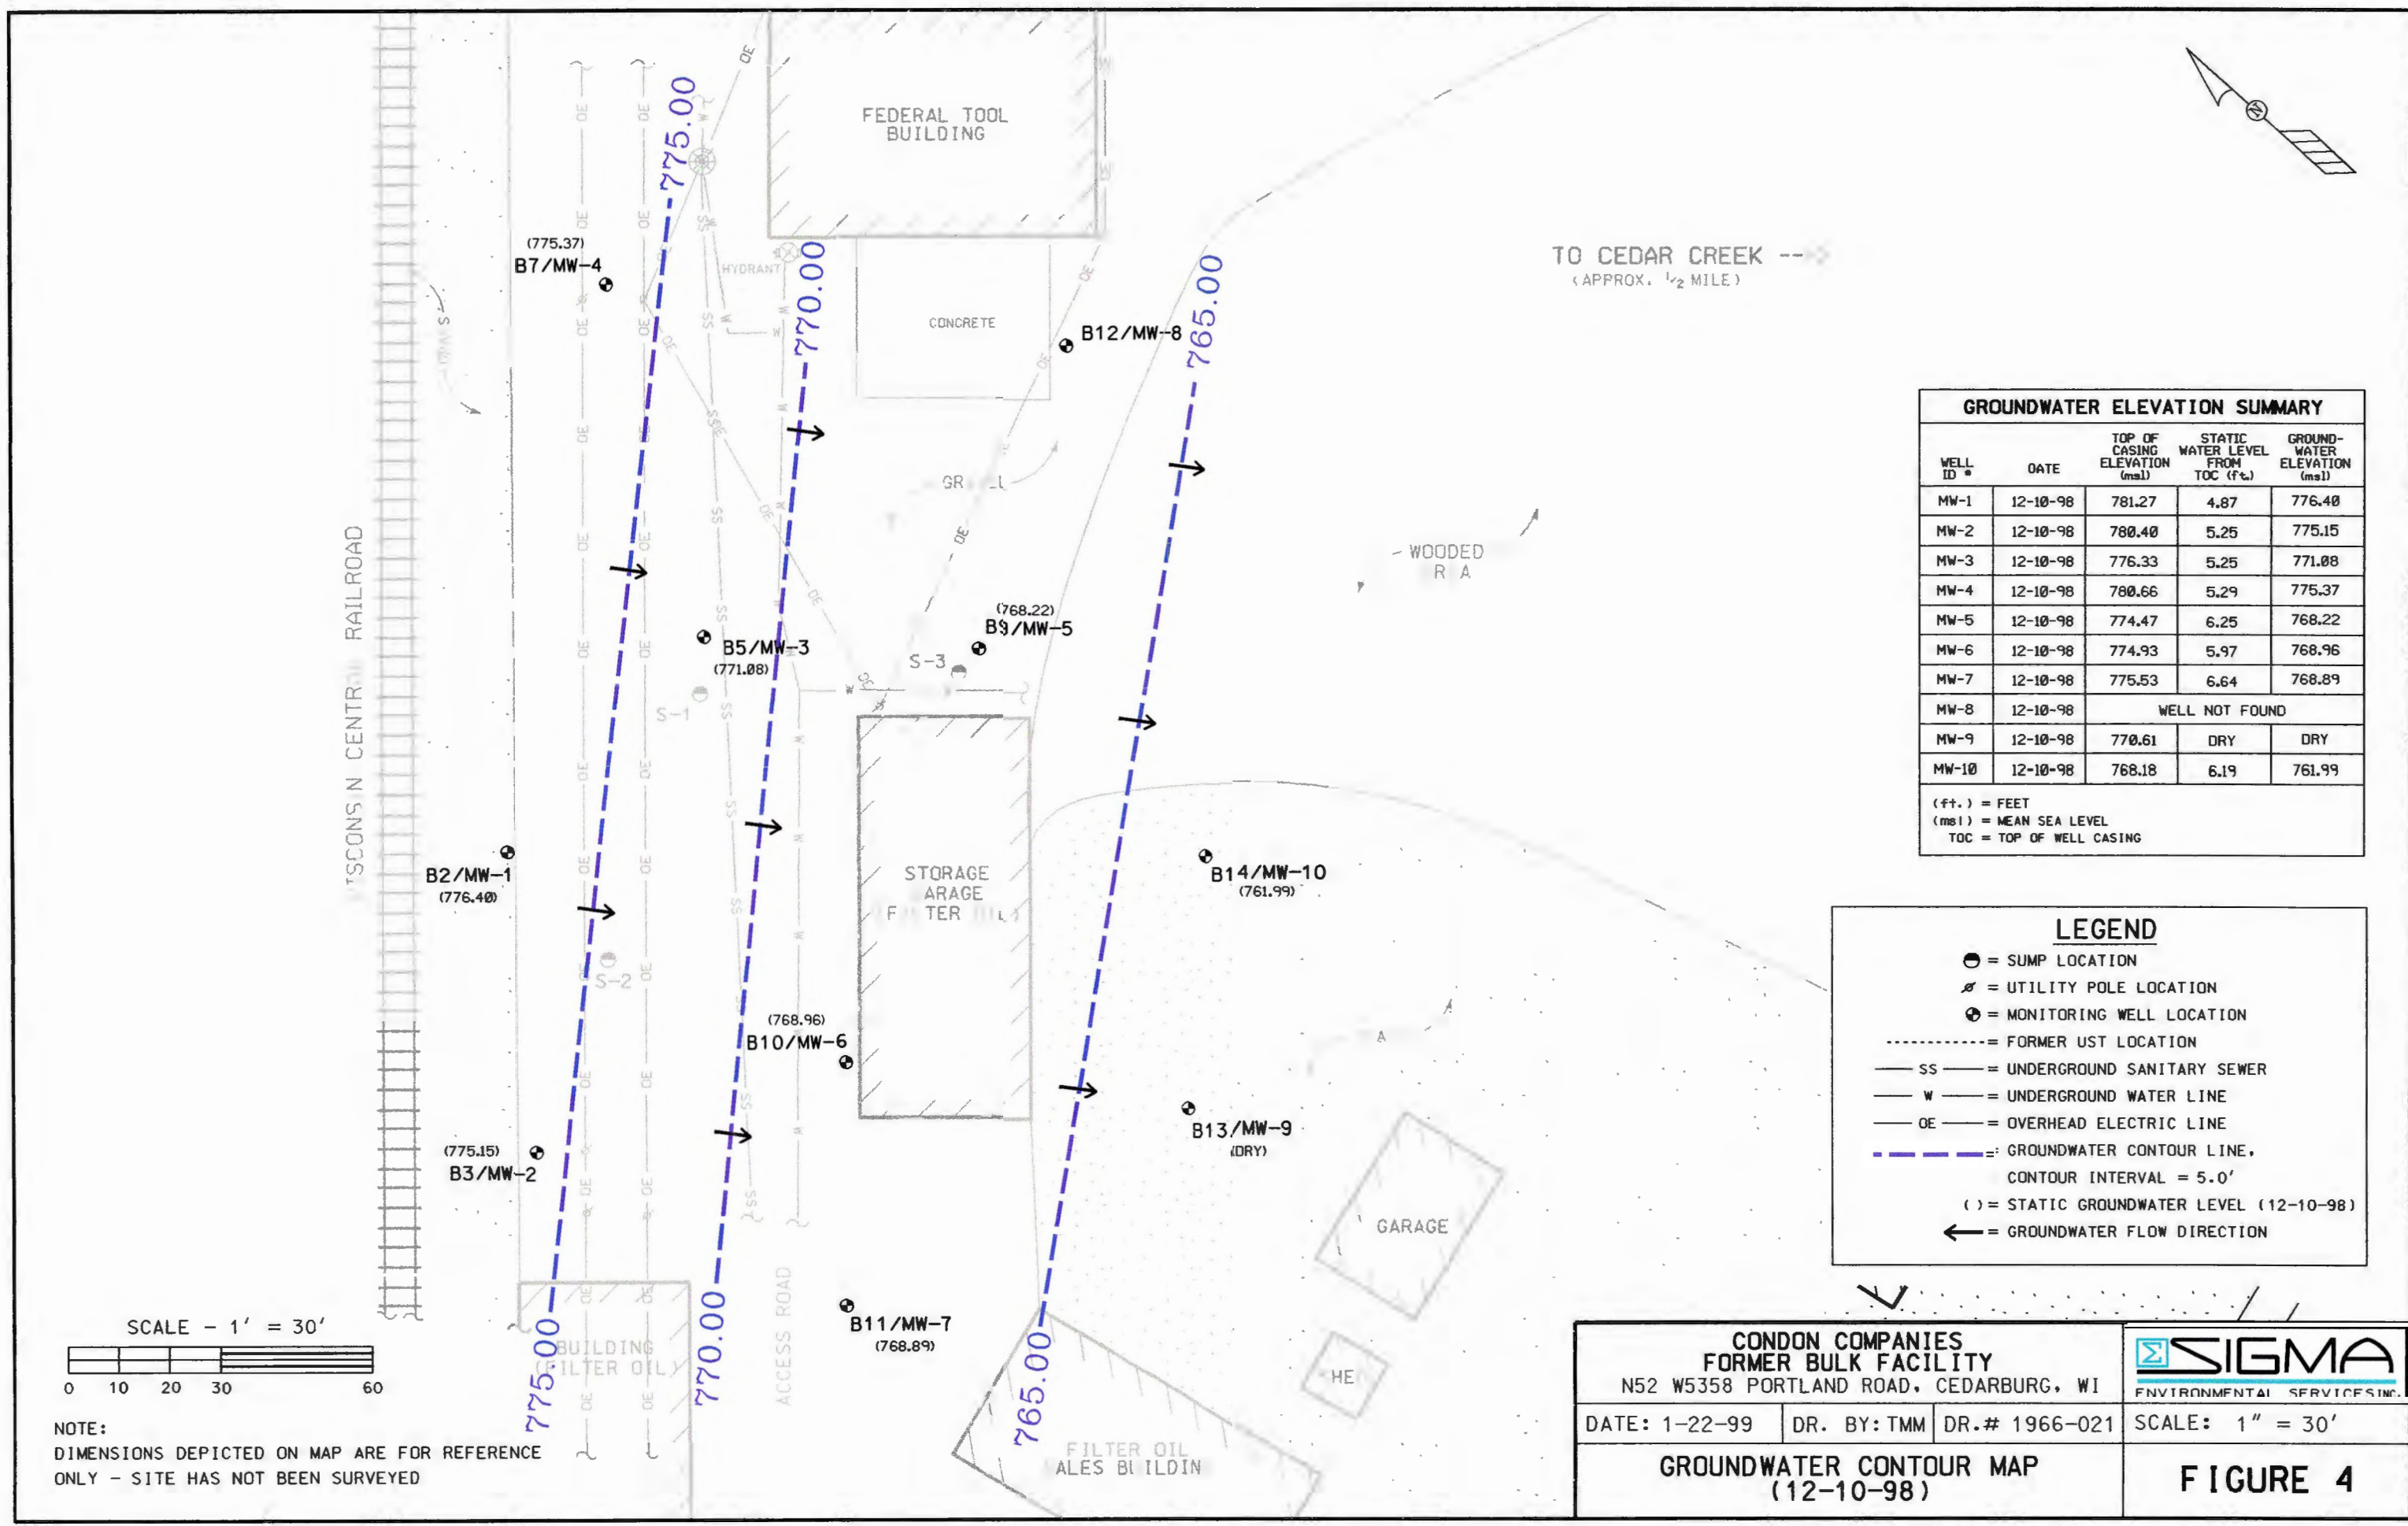 775.00
OE
FEDERAL TOOL
BUILDING
(775.37)
B7/MW-4
HYDRANT
770.00
CONCRETE
B12/MW-8
765.00
TO CEDAR CREEK -->
(APPROX. 1/2 MILE)
N
WOODED
RAILROAD
B5/MW-3
(771.08)
S-1
(768.22)
B9/MW-5
S-3
B2/MW-1
(776.40)
S-2
STORAGE
B14/MW-10
(761.99)
(768.96)
B10/MW-6
B13/MW-9
(DRY)
(775.15)
B3/MW-2
GARAGE
ACCESS ROAD
B11/MW-7
(768.89)
775.00
770.00
765.00
BUILDING
(FILTER OIL)
FILTER OIL
GROUNDWATER ELEVATION SUMMARY
WELL ID * DATE TOP OF CASING ELEVATION (msl) STATIC WATER LEVEL FROM TOC (ft.) GROUND-WATER ELEVATION (msl)
MW-1 12-10-98 781.27 4.87 776.40
MW-2 12-10-98 780.40 5.25 775.15
MW-3 12-10-98 776.33 5.25 771.08
MW-4 12-10-98 780.66 5.29 775.37
MW-5 12-10-98 774.47 6.25 768.22
MW-6 12-10-98 774.93 5.97 768.96
MW-7 12-10-98 775.53 6.64 768.89
MW-8 12-10-98 WELL NOT FOUND
MW-9 12-10-98 770.61 DRY DRY
MW-10 12-10-98 768.18 6.19 761.99
(ft.) = FEET
(msl) = MEAN SEA LEVEL
TOC = TOP OF WELL CASING
LEGEND
= SUMP LOCATION
= UTILITY POLE LOCATION
= MONITORING WELL LOCATION
= FORMER UST LOCATION
SS = UNDERGROUND SANITARY SEWER
W = UNDERGROUND WATER LINE
OE = OVERHEAD ELECTRIC LINE
= GROUNDWATER CONTOUR LINE,
CONTOUR INTERVAL = 5.0'
( ) = STATIC GROUNDWATER LEVEL (12-10-98)
= GROUNDWATER FLOW DIRECTION
SCALE - 1' = 30'
0 10 20 30 60
NOTE:
DIMENSIONS DEPICTED ON MAP ARE FOR REFERENCE
ONLY - SITE HAS NOT BEEN SURVEYED
CONDON COMPANIES
FORMER BULK FACILITY
N52 W5358 PORTLAND ROAD, CEDARBURG, WI
ΣSIGMA
ENVIRONMENTAL SERVICES INC.
DATE: 1-22-99 DR. BY: TMM DR.# 1966-021 SCALE: 1" = 30'
GROUNDWATER CONTOUR MAP
(12-10-98)
FIGURE 4